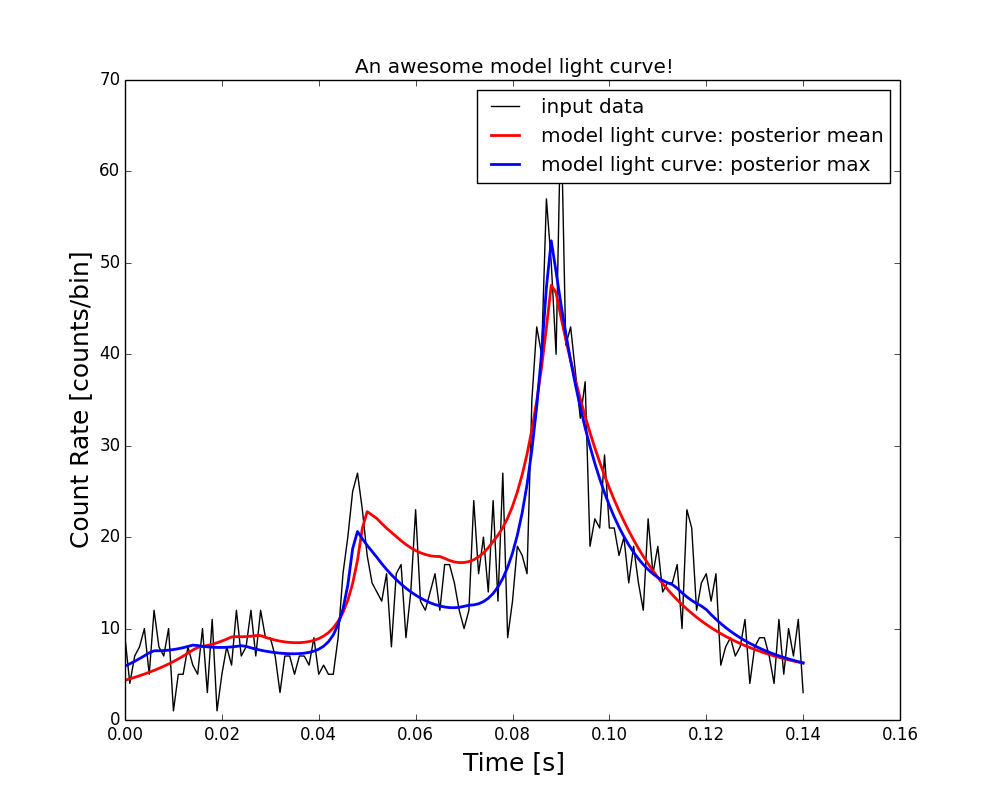 An awesome model light curve!
input data
model light curve: posterior mean
model light curve: posterior max
Count Rate [counts/bin]
70
60
50
40
30
20
10
0
0.00 0.02 0.04 0.06 0.08 0.10 0.12 0.14 0.16
Time [s]